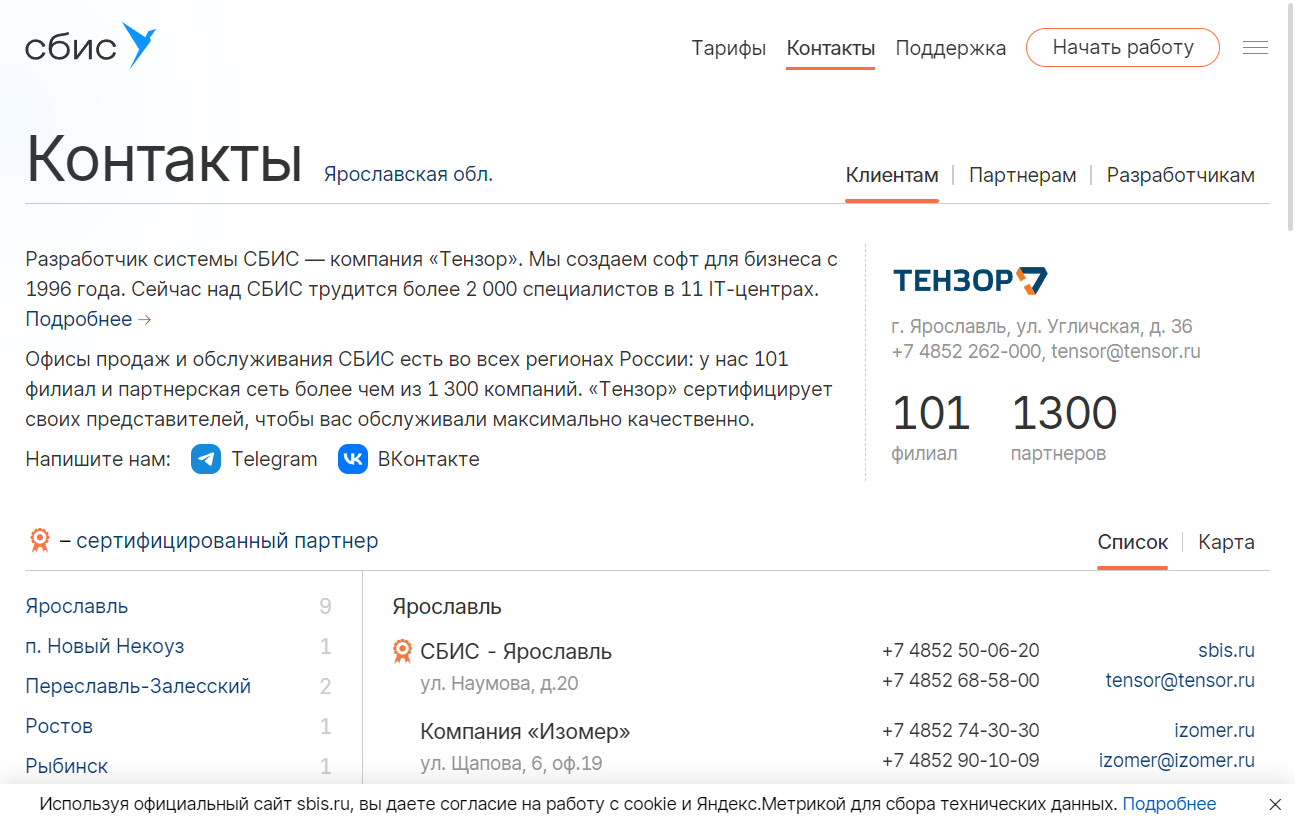 сбис
Тарифы Контакты Поддержка Начать работу
Контакты Ярославская обл.
Клиентам Партнерам Разработчикам
Разработчик системы СБИС — компания «Тензор». Мы создаем софт для бизнеса с
1996 года. Сейчас над СБИС трудится более 2 000 специалистов в 11 IT-центрах.
Подробнее →
Офисы продаж и обслуживания СБИС есть во всех регионах России: у нас 101
филиал и партнерская сеть более чем из 1 300 компаний. «Тензор» сертифицирует
своих представителей, чтобы вас обслуживали максимально качественно.
Напишите нам: Telegram ВКонтакте
ТЕНЗОР
г. Ярославль, ул. Угличская, д. 36
+7 4852 262-000, tensor@tensor.ru
101 1300
филиал партнеров
– сертифицированный партнер
Список Карта
Ярославль 9
п. Новый Некоуз 1
Переславль-Залесский 2
Ростов 1
Рыбинск 1
Ярославль
СБИС - Ярославль +7 4852 50-06-20 sbis.ru
ул. Наумова, д.20 +7 4852 68-58-00 tensor@tensor.ru
Компания «Изомер» +7 4852 74-30-30 izomer.ru
ул. Щапова, 6, оф.19 +7 4852 90-10-09 izomer@izomer.ru
Используя официальный сайт sbis.ru, вы даете согласие на работу с cookie и Яндекс.Метрикой для сбора технических данных. Подробнее